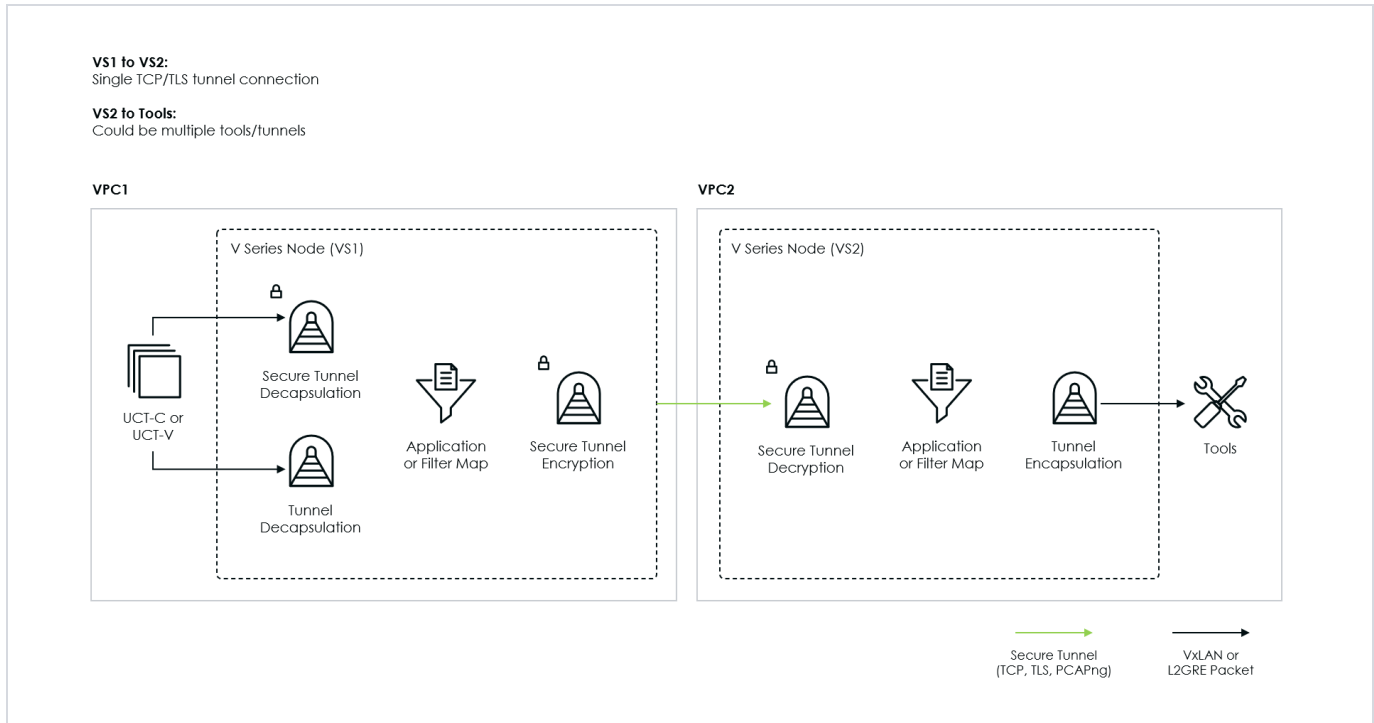 VS1 to VS2:
Single TCP/TLS tunnel connection
VS2 to Tools:
Could be multiple tools/tunnels
VPC1
VPC2
V Series Node (VS1)
V Series Node (VS2)
UCT-C or
UCT-V
Secure Tunnel
Decapsulation
Tunnel
Decapsulation
Application
or Filter Map
Secure Tunnel
Encryption
Secure Tunnel
Decryption
Application
or Filter Map
Tunnel
Encapsulation
Tools
Secure Tunnel
(TCP, TLS, PCAPng)
VxLAN or
L2GRE Packet